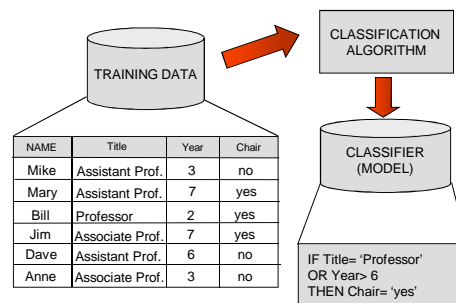 TRAINING DATA
CLASSIFICATION
ALGORITHM
NAME Title Year Chair
Mike Assistant Prof. 3 no
Mary Assistant Prof. 7 yes
Bill Professor 2 yes
Jim Associate Prof. 7 yes
Dave Assistant Prof. 6 no
Anne Associate Prof. 3 no
CLASSIFIER
(MODEL)
IF Title= ‘Professor’
OR Year> 6
THEN Chair= ‘yes’